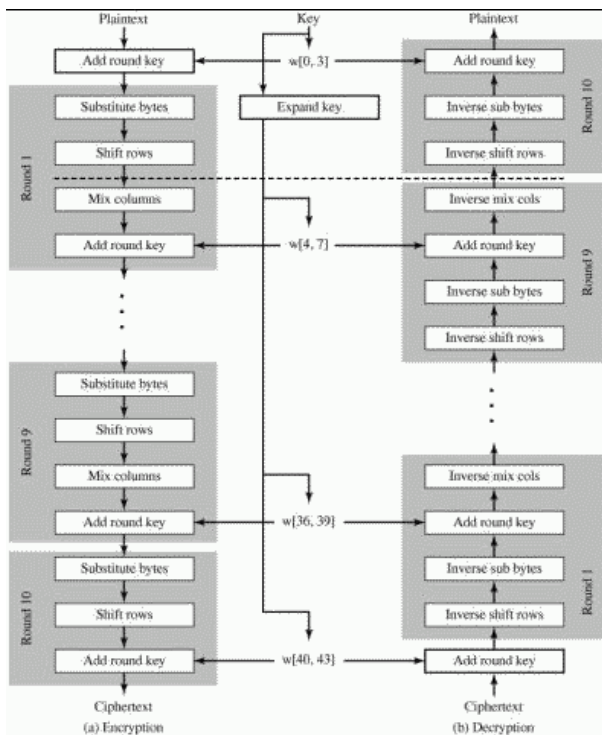 Plaintext
Add round key
Substitute bytes
Shift rows
Mix columns
Add round key
Round 1
Substitute bytes
Shift rows
Mix columns
Add round key
Round 9
Substitute bytes
Shift rows
Add round key
Round 10
Ciphertext
(a) Encryption
Key
w[0, 3]
Expand key
w[4, 7]
w[36, 39]
w[40, 43]
Plaintext
Add round key
Inverse sub bytes
Inverse shift rows
Round 10
Inverse mix cols
Add round key
Inverse sub bytes
Inverse shift rows
Round 9
Inverse mix cols
Add round key
Inverse sub bytes
Inverse shift rows
Round 1
Add round key
Ciphertext
(b) Decryption